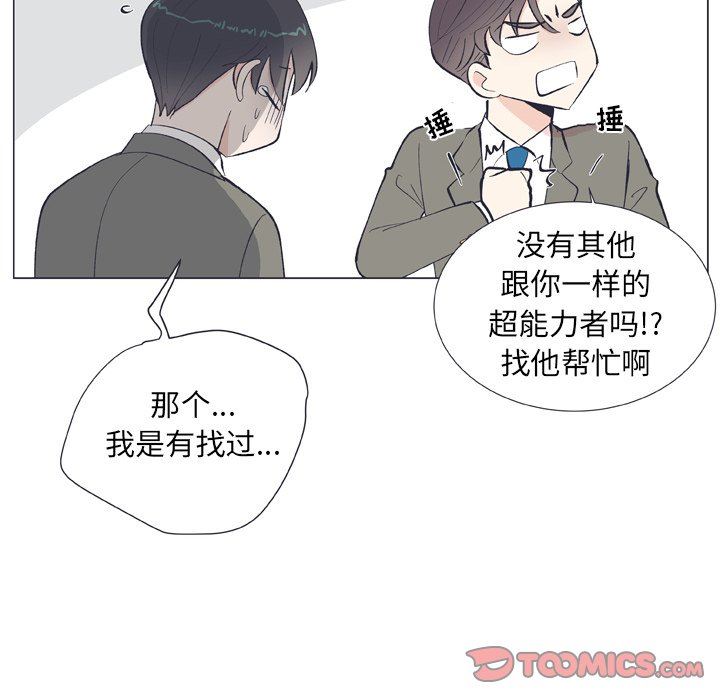 捶
捶
没有其他
跟你一样的
超能力者吗!?
找他帮忙啊
那个...
我是有找过...
TOOMICS.com